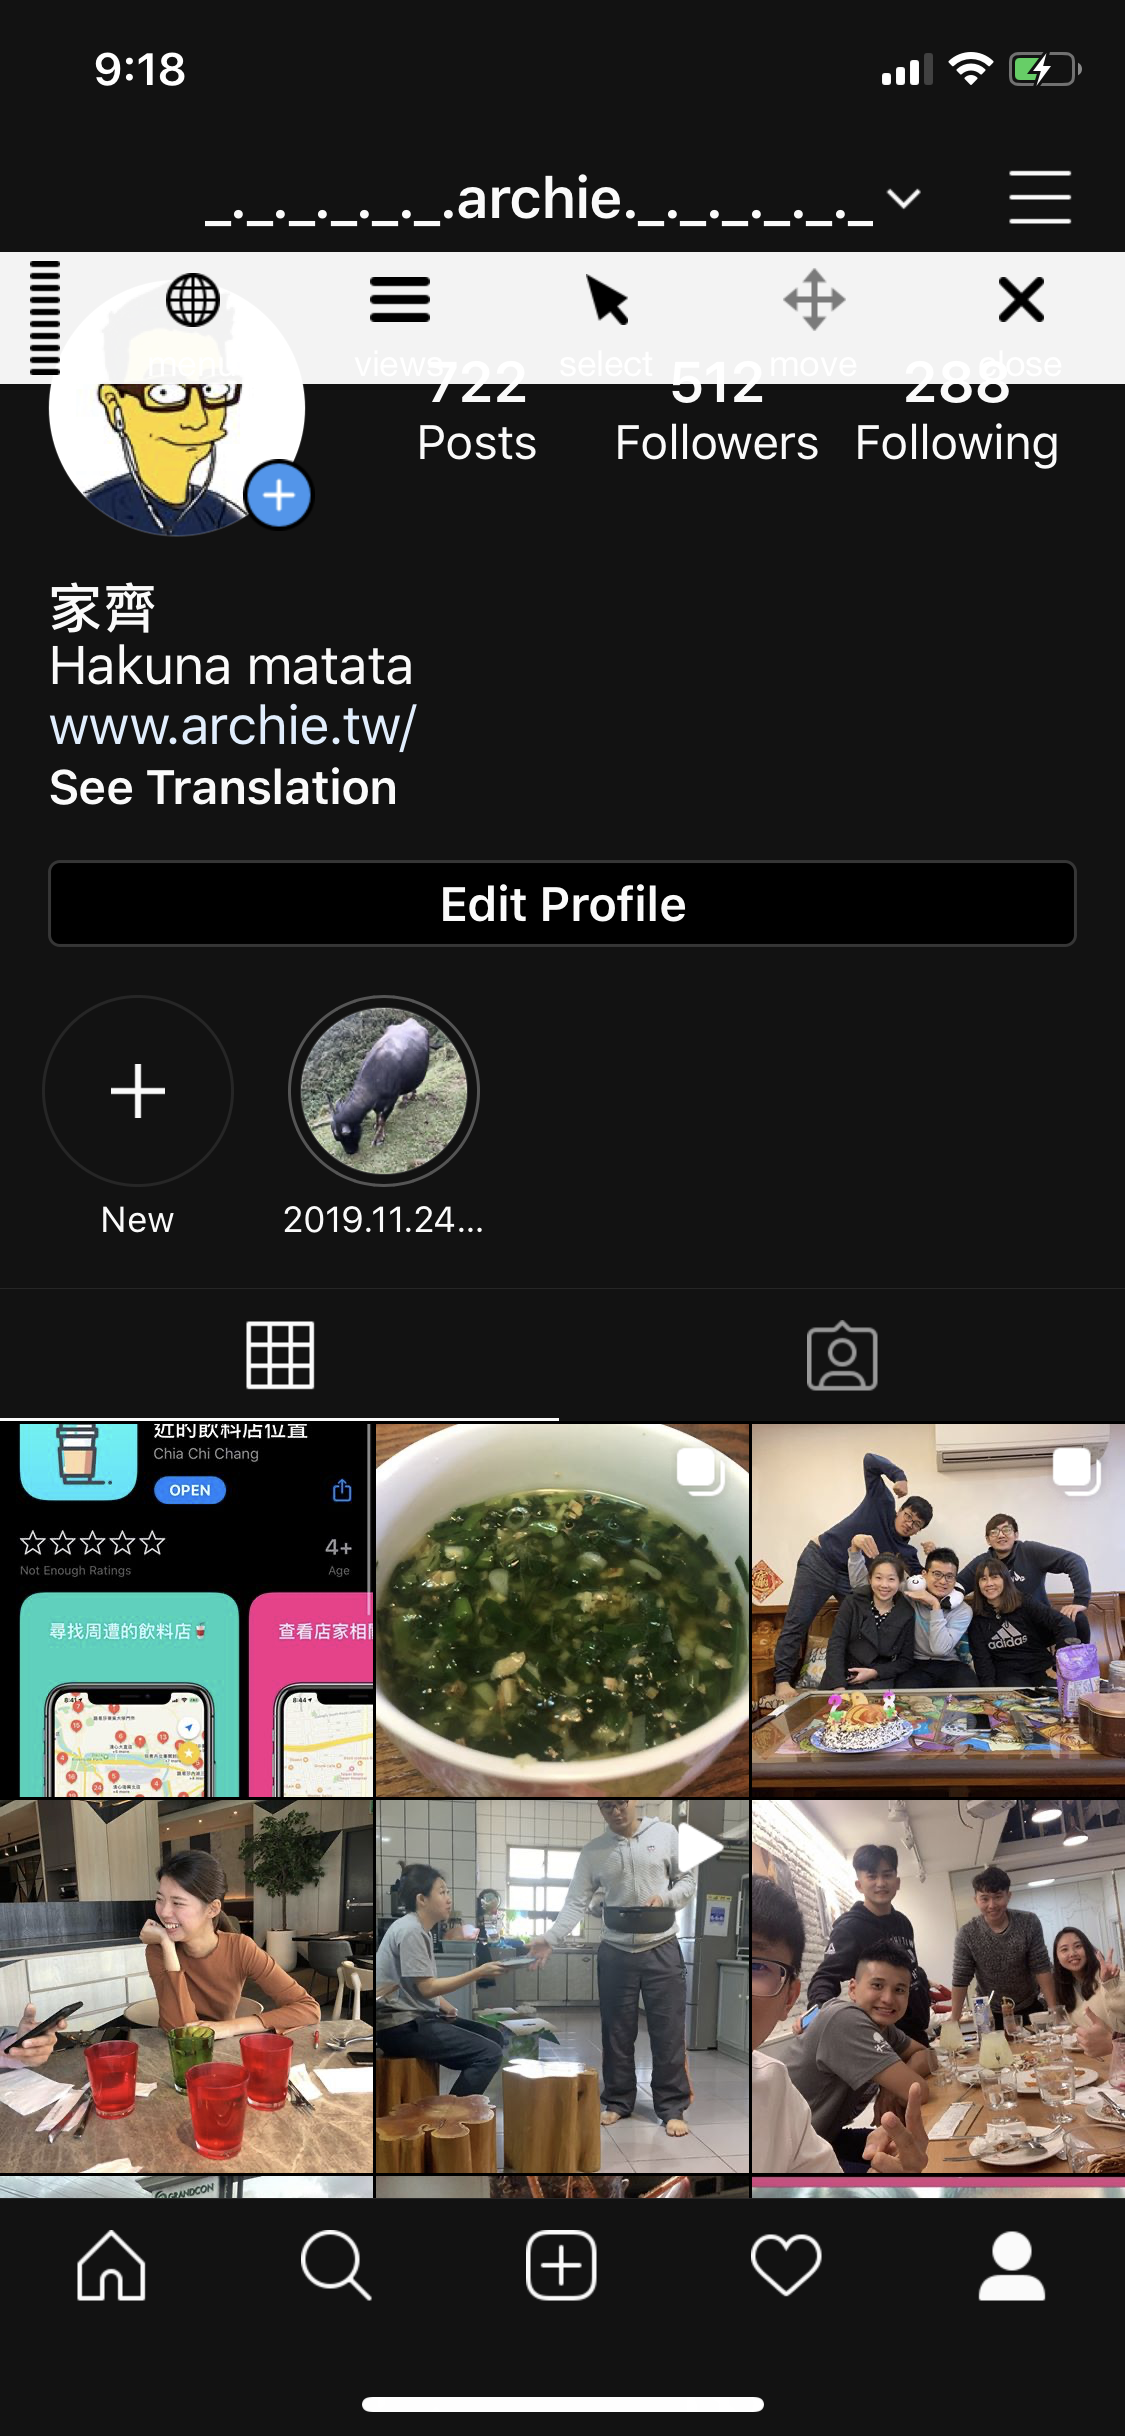 9:18
_._._._._._.archie._._._._._._
menu views select move close
722 512 288
Posts Followers Following
家齊
Hakuna matata
www.archie.tw/
See Translation
Edit Profile
New 2019.11.24...
近的飲料店位置
Chia Chi Chang
OPEN
4+
Not Enough Ratings Age
尋找周遭的飲料店
查看店家相關
adidas
GRANDCON